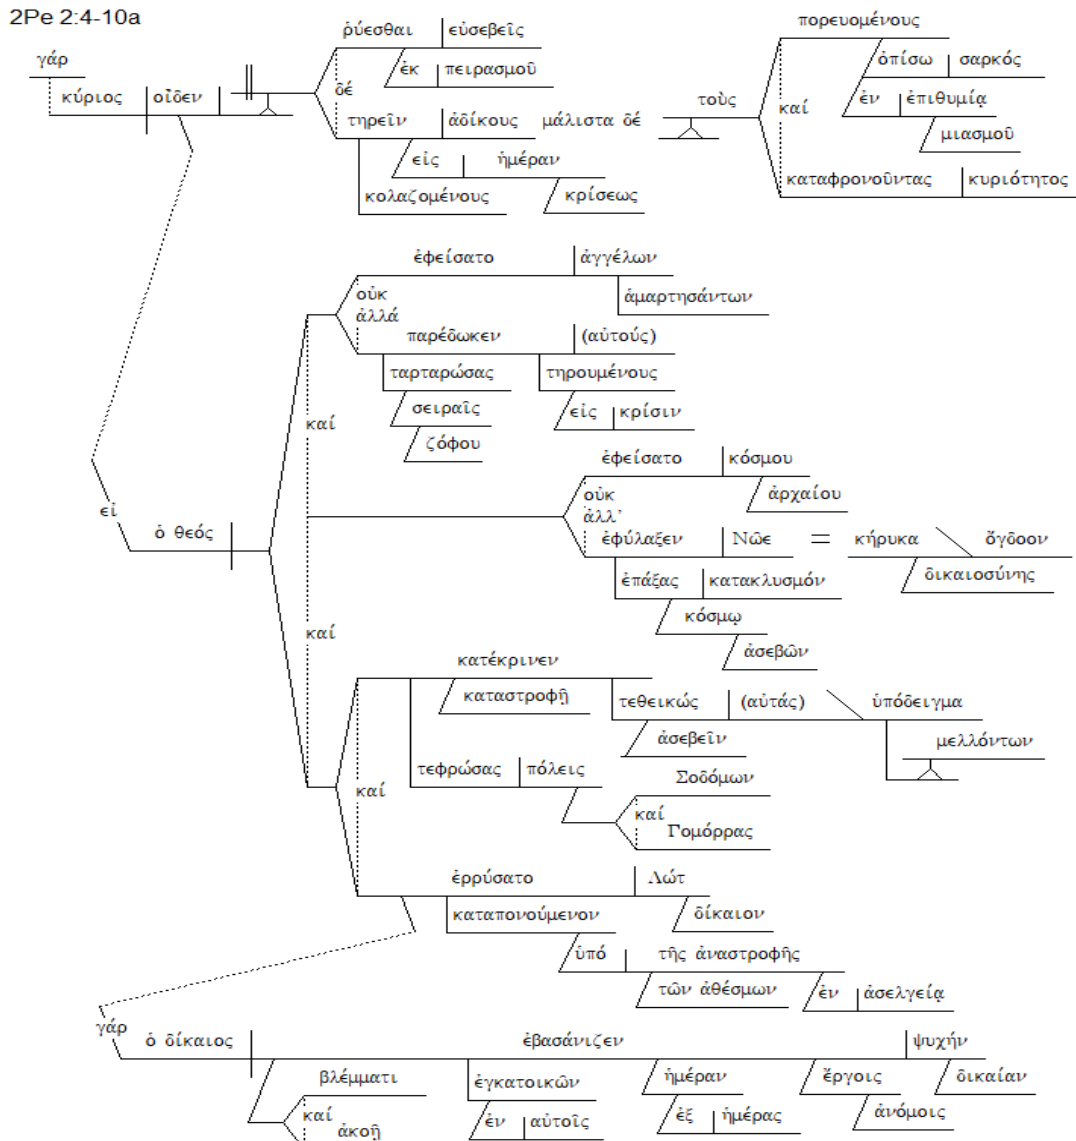 2Pe 2:4-10a
ῥύεσθαι εὐσεβεῖς
πορευομένους
γάρ
ἐκ πειρασμοῦ
ὀπίσω σαρκός
κύριος οἶδεν
δέ
τοὺς
καί
ἐν ἐπιθυμίᾳ
τηρεῖν ἀδίκους μάλιστα δέ
μιασμοῦ
εἰς ἡμέραν
καταφρονοῦντας κυριότητος
κολαζομένους
κρίσεως
ἐφείσατο ἀγγέλων
οὐκ
ἁμαρτησάντων
ἀλλά
παρέδωκεν (αὐτούς)
ταρταρώσας τηρουμένους
σειραῖς
εἰς κρίσιν
καί
ζόφου
ἐφείσατο κόσμου
οὐκ
ἀρχαίου
εἰ
ἀλλ’
ὁ θεός
ἐφύλαξεν Νῶε = κήρυκα ὄγδοον
ἐπάξας κατακλυσμόν
δικαιοσύνης
κόσμῳ
καί
ἀσεβῶν
κατέκρινεν
καταστροφῇ
τεθεικώς (αὐτάς) ὑπόδειγμα
ἀσεβεῖν
μελλόντων
τεφρώσας πόλεις
Σοδόμων
καί
καί
Γομόρρας
ἐρρύσατο Λώτ
καταπονούμενον
δίκαιον
ὑπό τῆς ἀναστροφῆς
τῶν ἀθέσμων
ἐν ἀσελγείᾳ
γάρ
ὁ δίκαιος ἐβασάνιζεν ψυχήν
βλέμματι
ἐγκατοικῶν
ἡμέραν
ἔργοις
δικαίαν
καί
ἀκοῇ
ἐν αὐτοῖς
ἐξ ἡμέρας
ἀνόμοις